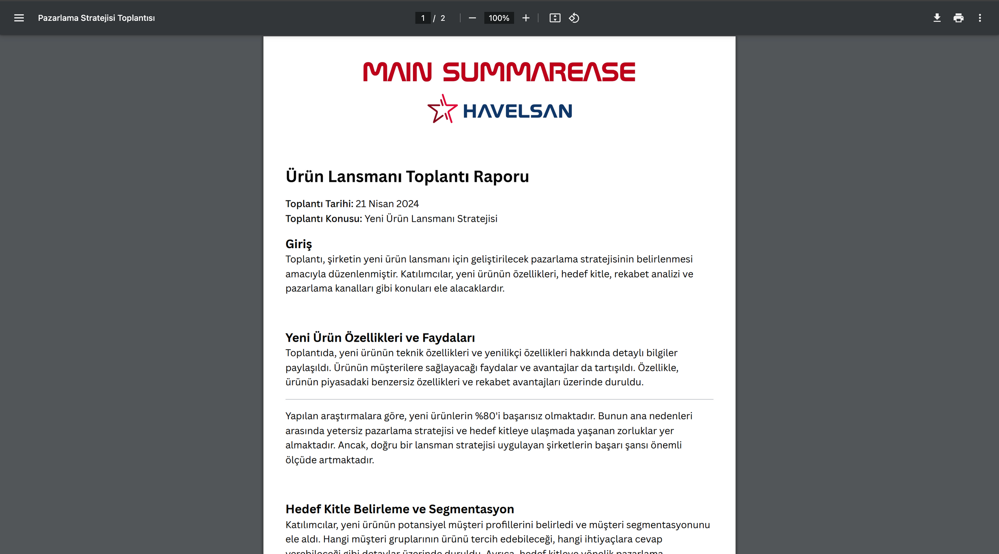 Pazarlama Stratejisi Toplantısı
1 / 2
100%
MAIN SUMMAREASE
HAVELSAN
Ürün Lansmanı Toplantı Raporu
Toplantı Tarihi: 21 Nisan 2024
Toplantı Konusu: Yeni Ürün Lansmanı Stratejisi
Giriş
Toplantı, şirketin yeni ürün lansmanı için geliştirilecek pazarlama stratejisinin belirlenmesi
amacıyla düzenlenmiştir. Katılımcılar, yeni ürünün özellikleri, hedef kitle, rekabet analizi ve
pazarlama kanalları gibi konuları ele alacaklardır.
Yeni Ürün Özellikleri ve Faydaları
Toplantıda, yeni ürünün teknik özellikleri ve yenilikçi özellikleri hakkında detaylı bilgiler
paylaşıldı. Ürünün müşterilere sağlayacağı faydalar ve avantajlar da tartışıldı. Özellikle,
ürünün piyasadaki benzersiz özellikleri ve rekabet avantajları üzerinde duruldu.
Yapılan araştırmalara göre, yeni ürünlerin %80'i başarısız olmaktadır. Bunun ana nedenleri
arasında yetersiz pazarlama stratejisi ve hedef kitleye ulaşmada yaşanan zorluklar yer
almaktadır. Ancak, doğru bir lansman stratejisi uygulayan şirketlerin başarı şansı önemli
ölçüde artmaktadır.
Hedef Kitle Belirleme ve Segmentasyon
Katılımcılar, yeni ürünün potansiyel müşteri profillerini belirledi ve müşteri segmentasyonunu
ele aldı. Hangi müşteri gruplarının ürünü tercih edebileceği, hangi ihtiyaçlara cevap
verebileceği gibi detaylar üzerinde duruldu. Ayrıca, hedef kitleye yönelik pazarlama